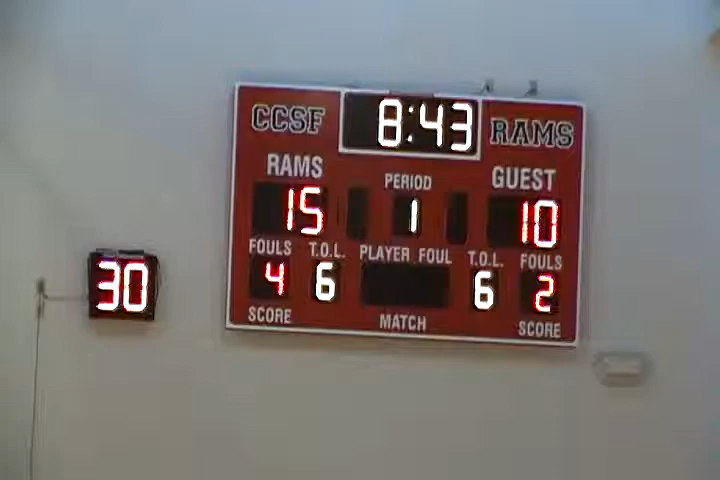 CCSF 8:43 RAMS
RAMS PERIOD GUEST
15 1 10
FOULS T.O.L. PLAYER FOUL T.O.L. FOULS
4 6 6 2
SCORE MATCH SCORE
30